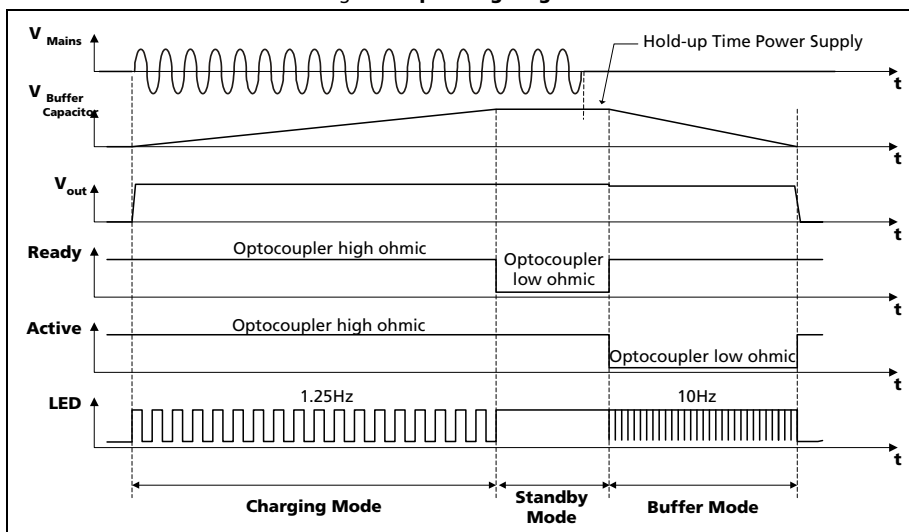 V Mains
Hold-up Time Power Supply
t
V Buffer Capacitor
t
Vout
t
Ready
Optocoupler high ohmic
Optocoupler
low ohmic
t
Active
Optocoupler high ohmic
Optocoupler low ohmic
t
LED
1.25Hz
10Hz
t
Charging Mode
Standby
Mode
Buffer Mode